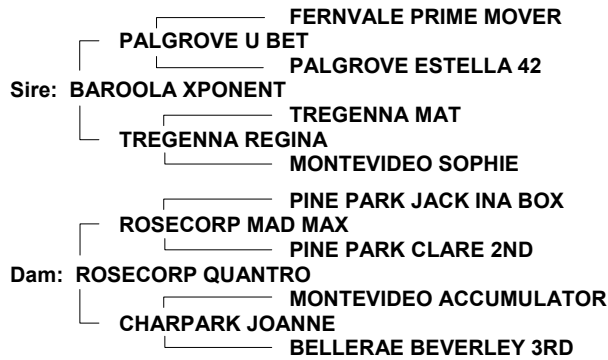 FERNVALE PRIME MOVER
PALGROVE U BET
PALGROVE ESTELLA 42
Sire: BAROOLA XPONENT
TREGENNA MAT
TREGENNA REGINA
MONTEVIDEO SOPHIE
PINE PARK JACK INA BOX
ROSECORP MAD MAX
PINE PARK CLARE 2ND
Dam: ROSECORP QUANTRO
MONTEVIDEO ACCUMULATOR
CHARPARK JOANNE
BELLERAE BEVERLEY 3RD